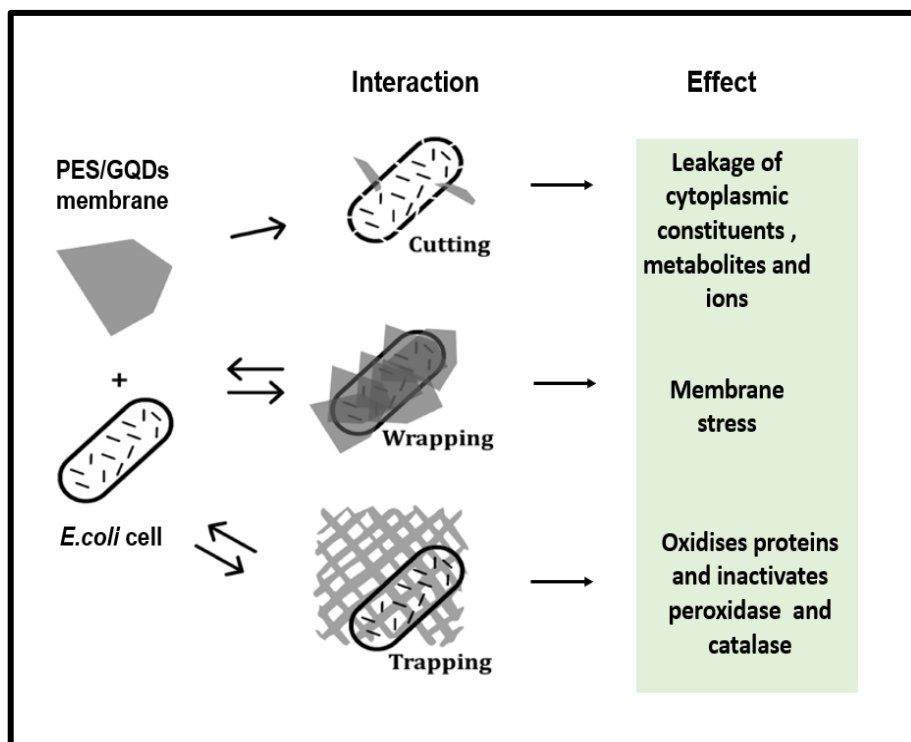 Interaction
Effect
PES/GQDs
membrane
+
E.coli cell
Cutting
Leakage of
cytoplasmic
constituents ,
metabolites and
ions
Wrapping
Membrane
stress
Trapping
Oxidises proteins
and inactivates
peroxidase and
catalase